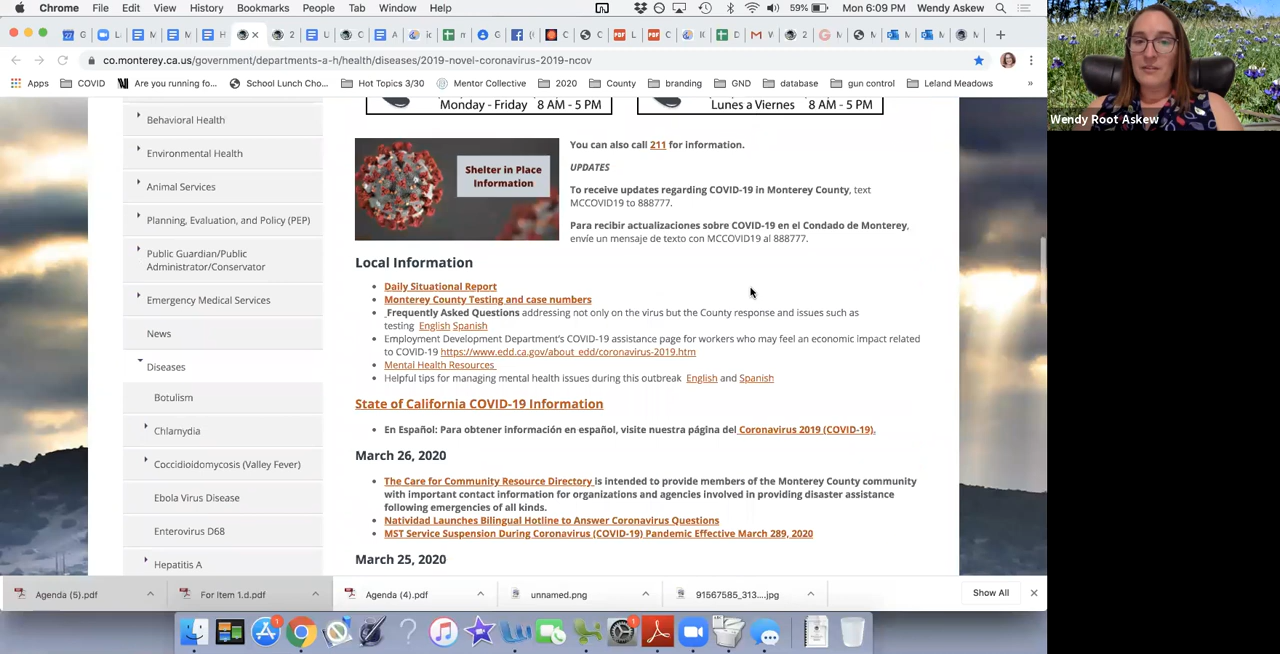 Chrome File Edit View History Bookmarks People Tab Window Help 59% Mon 6:09 PM Wendy Askew
co.monterey.ca.us/government/departments-a-h/health/diseases/2019-novel-coronavirus-2019-ncov
Apps COVID Are you running fo... School Lunch Cho... Hot Topics 3/30 Mentor Collective 2020 County branding GND database gun control Leland Meadows »
Wendy Root Askew
Monday - Friday 8 AM - 5 PM
Lunes a Viernes 8 AM - 5 PM
Behavioral Health
Environmental Health
Animal Services
Planning, Evaluation, and Policy (PEP)
Public Guardian/Public
Administrator/Conservator
Emergency Medical Services
News
Diseases
Botulism
Chlamydia
Coccidioidomycosis (Valley Fever)
Ebola Virus Disease
Enterovirus D68
Hepatitis A
Shelter in Place
Information
You can also call 211 for information.
UPDATES
To receive updates regarding COVID-19 in Monterey County, text
MCCOVID19 to 888777.
Para recibir actualizaciones sobre COVID-19 en el Condado de Monterey,
envíe un mensaje de texto con MCCOVID19 al 888777.
Local Information
Daily Situational Report
Monterey County Testing and case numbers
Frequently Asked Questions addressing not only on the virus but the County response and issues such as
testing English Spanish
Employment Development Department's COVID-19 assistance page for workers who may feel an economic impact related
to COVID-19 https://www.edd.ca.gov/about_edd/coronavirus-2019.htm
Mental Health Resources
Helpful tips for managing mental health issues during this outbreak English and Spanish
State of California COVID-19 Information
En Español: Para obtener información en español, visite nuestra página del Coronavirus 2019 (COVID-19).
March 26, 2020
The Care for Community Resource Directory is intended to provide members of the Monterey County community
with important contact information for organizations and agencies involved in providing disaster assistance
following emergencies of all kinds.
Natividad Launches Bilingual Hotline to Answer Coronavirus Questions
MST Service Suspension During Coronavirus (COVID-19) Pandemic Effective March 289, 2020
March 25, 2020
Agenda (5).pdf For Item 1.d.pdf Agenda (4).pdf unnamed.png 91567585_313....jpg Show All